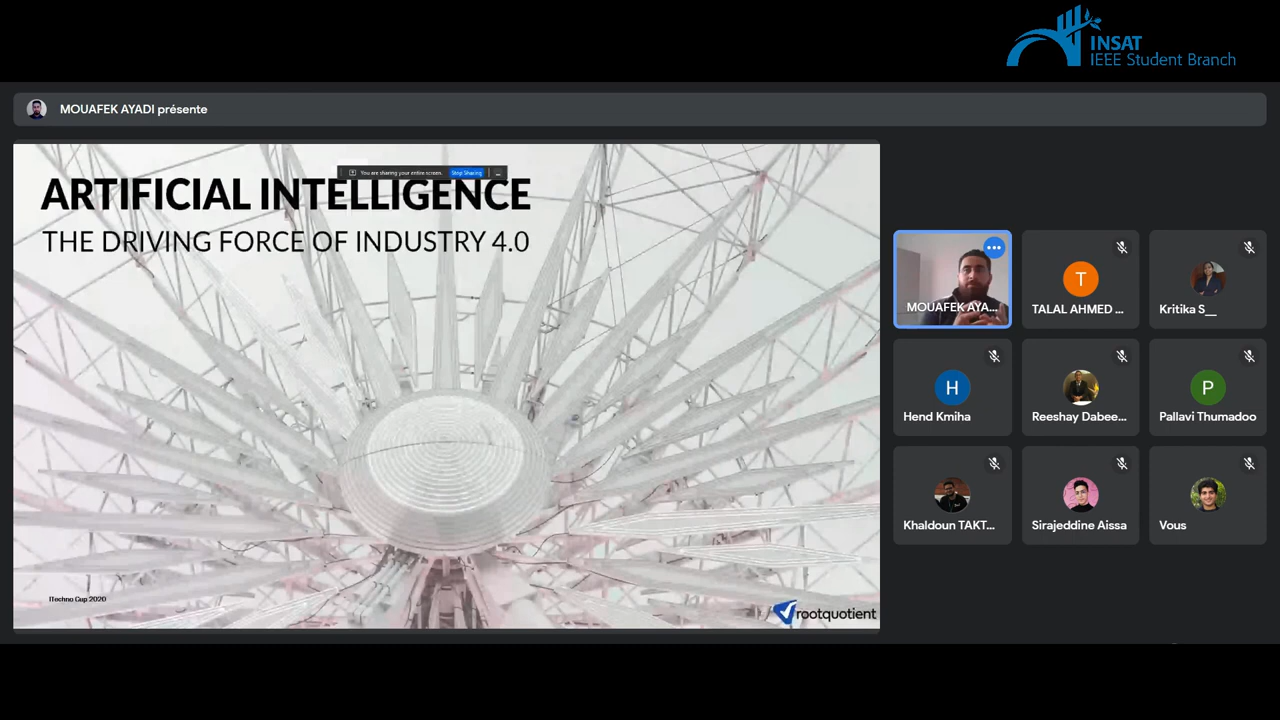 INSAT
IEEE Student Branch
MOUAFEK AYADI présente
You are sharing your entire screen.
Stop Sharing
ARTIFICIAL INTELLIGENCE
THE DRIVING FORCE OF INDUSTRY 4.0
ITechno Cup 2020
rootquotient
MOUAFEK AYA...
T
TALAL AHMED ...
Kritika S__
H
Hend Kmiha
Reeshay Dabee...
P
Pallavi Thumadoo
Khaldoun TAKT...
Sirajeddine Aissa
Vous